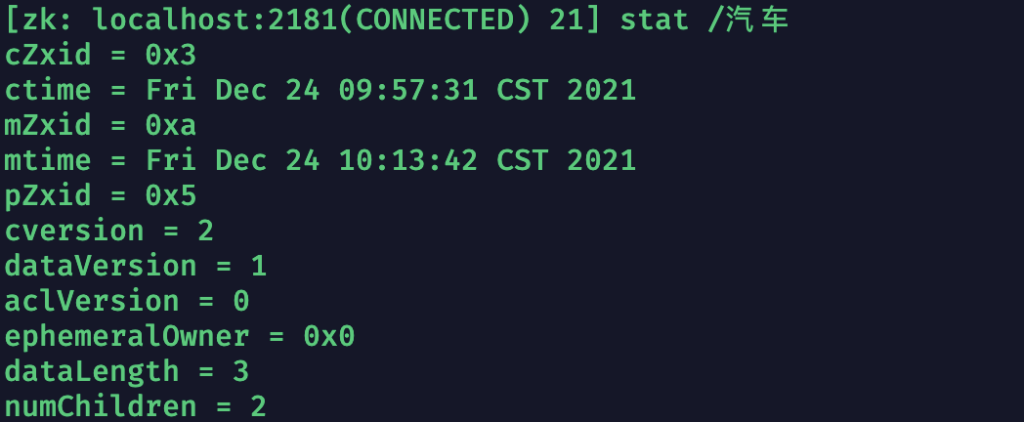 [zk: localhost:2181(CONNECTED) 21] stat /汽车
cZxid = 0x3
ctime = Fri Dec 24 09:57:31 CST 2021
mZxid = 0xa
mtime = Fri Dec 24 10:13:42 CST 2021
pZxid = 0x5
cversion = 2
dataVersion = 1
aclVersion = 0
ephemeralOwner = 0x0
dataLength = 3
numChildren = 2